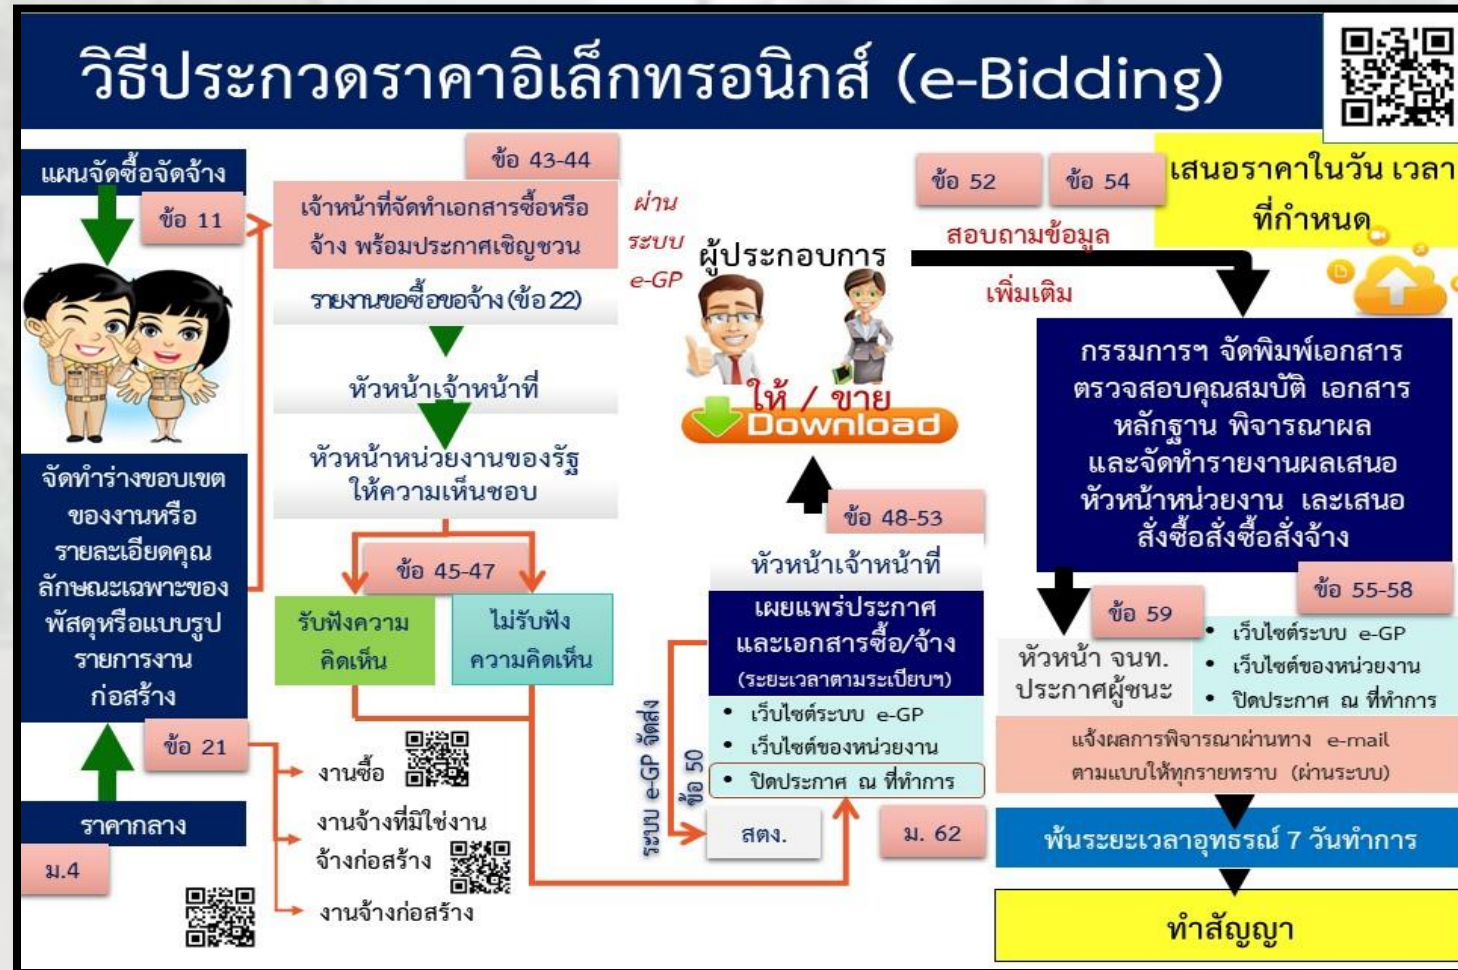 วิธีประกวดราคาอิเล็กทรอนิกส์ (e-Bidding)
แผนจัดซื้อจัดจ้าง
ข้อ 11
จัดทำร่างขอบเขต
ของงานหรือ
รายละเอียดคุณ
ลักษณะเฉพาะของ
พัสดุหรือแบบรูป
รายการงาน
ก่อสร้าง
ข้อ 21
ราคากลาง
ม.4
งานซื้อ
งานจ้างที่มิใช่งาน
จ้างก่อสร้าง
งานจ้างก่อสร้าง
ข้อ 43-44
เจ้าหน้าที่จัดทำเอกสารซื้อหรือ
จ้าง พร้อมประกาศเชิญชวน
ผ่าน
ระบบ
e-GP
รายงานขอซื้อขอจ้าง (ข้อ 22)
หัวหน้าเจ้าหน้าที่
หัวหน้าหน่วยงานของรัฐ
ให้ความเห็นชอบ
ข้อ 45-47
รับฟังความ
คิดเห็น
ไม่รับฟัง
ความคิดเห็น
ผู้ประกอบการ
ให้ / ขาย
Download
ข้อ 48-53
หัวหน้าเจ้าหน้าที่
เผยแพร่ประกาศ
และเอกสารซื้อ/จ้าง
(ระยะเวลาตามระเบียบฯ)
• เว็บไซต์ระบบ e-GP
• เว็บไซต์ของหน่วยงาน
• ปิดประกาศ ณ ที่ทำการ
ระบบ e-GP จัดส่ง
ข้อ 50
สตง.
ม. 62
ข้อ 52
ข้อ 54
สอบถามข้อมูล
เพิ่มเติม
เสนอราคาในวัน เวลา
ที่กำหนด
กรรมการฯ จัดพิมพ์เอกสาร
ตรวจสอบคุณสมบัติ เอกสาร
หลักฐาน พิจารณาผล
และจัดทำรายงานผลเสนอ
หัวหน้าหน่วยงาน เละเสนอ
สั่งซื้อสั่งซื้อสั่งจ้าง
ข้อ 55-58
ข้อ 59
หัวหน้า จนท.
ประกาศผู้ชนะ
• เว็บไซต์ระบบ e-GP
• เว็บไซต์ของหน่วยงาน
• ปิดประกาศ ณ ที่ทำการ
แจ้งผลการพิจารณาผ่านทาง e-mail
ตามแบบให้ทุกรายทราบ (ผ่านระบบ)
พ้นระยะเวลาอุทธรณ์ 7 วันทำการ
ทำสัญญา